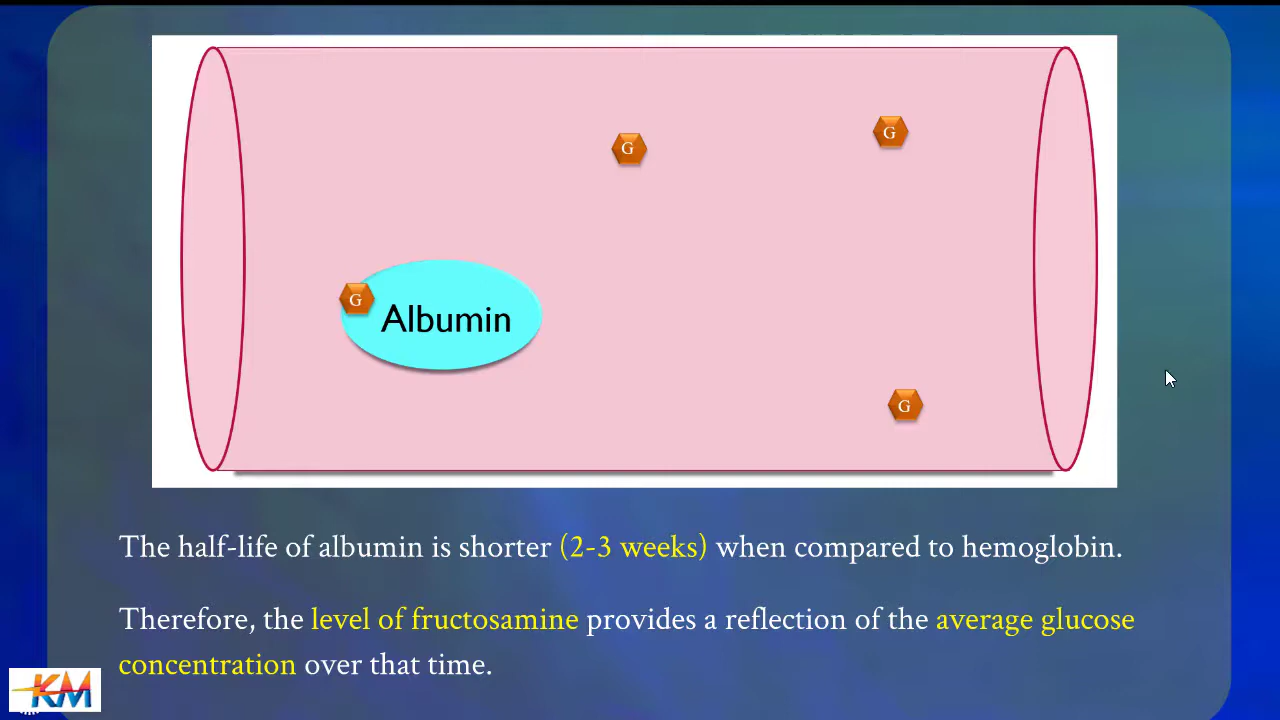 G
G
G
Albumin
G
The half-life of albumin is shorter (2-3 weeks) when compared to hemoglobin.
Therefore, the level of fructosamine provides a reflection of the average glucose
concentration over that time.
KM